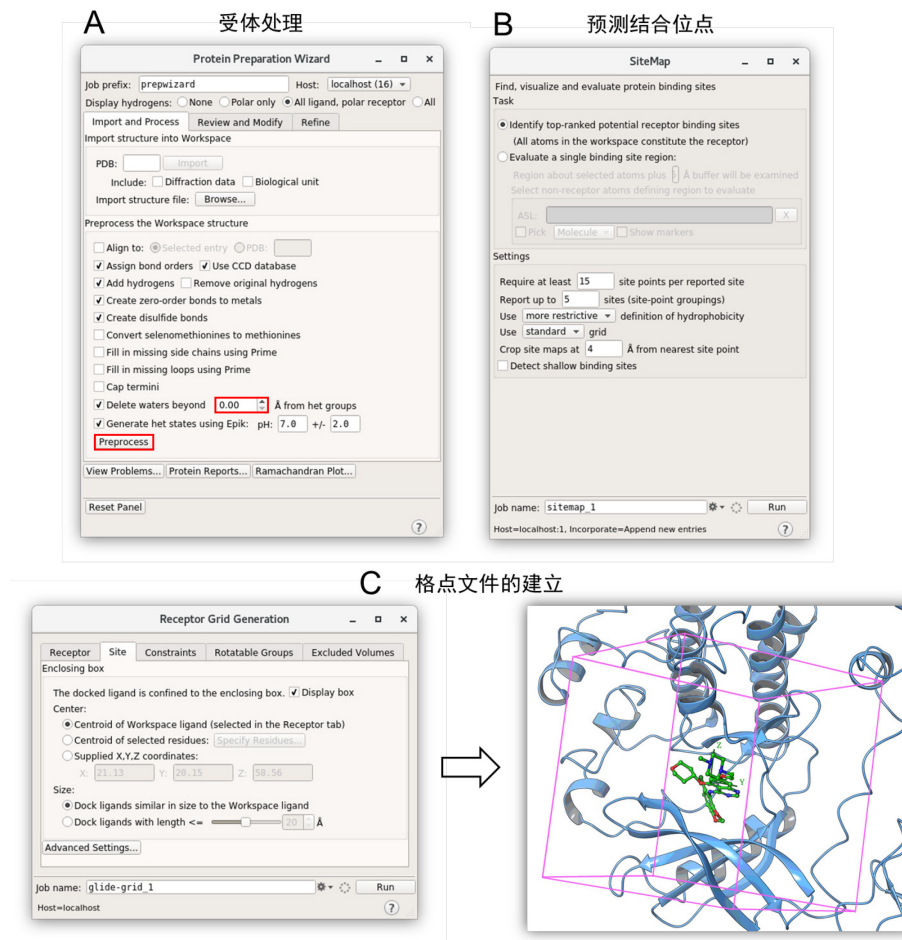 A 受体处理
Protein Preparation Wizard
Job prefix: prepwizard Host: localhost (16)
Display hydrogens: None Polar only All ligand, polar receptor All
Import and Process Review and Modify Refine
Import structure into Workspace
PDB: Import
Include: Diffraction data Biological unit
Import structure file: Browse...
Preprocess the Workspace structure
Align to: Selected entry PDB:
Assign bond orders Use CCD database
Add hydrogens Remove original hydrogens
Create zero-order bonds to metals
Create disulfide bonds
Convert selenomethionines to methionines
Fill in missing side chains using Prime
Fill in missing loops using Prime
Cap termini
Delete waters beyond 0.00 Å from het groups
Generate het states using Epik: pH: 7.0 +/- 2.0
Preprocess
View Problems... Protein Reports... Ramachandran Plot...
Reset Panel
?
B 预测结合位点
SiteMap
Find, visualize and evaluate protein binding sites
Task
Identify top-ranked potential receptor binding sites
(All atoms in the workspace constitute the receptor)
Evaluate a single binding site region:
Region about selected atoms plus Å buffer will be examined
Select non-receptor atoms defining region to evaluate
ASL: X
Pick Molecule Show markers
Settings
Require at least 15 site points per reported site
Report up to 5 sites (site-point groupings)
Use more restrictive definition of hydrophobicity
Use standard grid
Crop site maps at 4 Å from nearest site point
Detect shallow binding sites
Job name: sitemap_1 Run
Host=localhost:1, Incorporate=Append new entries ?
C 格点文件的建立
Receptor Grid Generation
Receptor Site Constraints Rotatable Groups Excluded Volumes
Enclosing box
The docked ligand is confined to the enclosing box. Display box
Center:
Centroid of Workspace ligand (selected in the Receptor tab)
Centroid of selected residues: Specify Residues...
Supplied X,Y,Z coordinates:
X: 21.13 Y: 20.15 Z: 58.56
Size:
Dock ligands similar in size to the Workspace ligand
Dock ligands with length <= 20 Å
Advanced Settings...
Job name: glide-grid_1 Run
Host=localhost ?
Z
Y